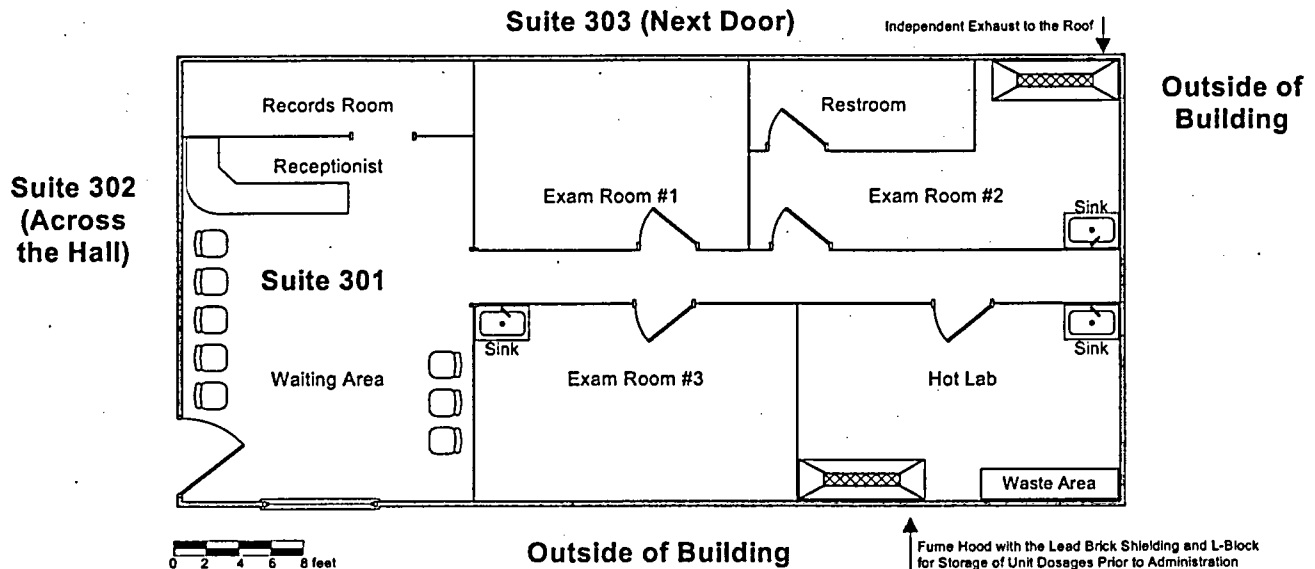 Suite 303 (Next Door)
Independent Exhaust to the Roof
Outside of
Building
Records Room
Restroom
Receptionist
Suite 302
(Across
the Hall)
Exam Room #1
Exam Room #2
Sink
Suite 301
Sink
Sink
Waiting Area
Exam Room #3
Hot Lab
Waste Area
0 2 4 6 8 feet
Outside of Building
Fume Hood with the Lead Brick Shielding and L-Block
for Storage of Unit Dosages Prior to Administration